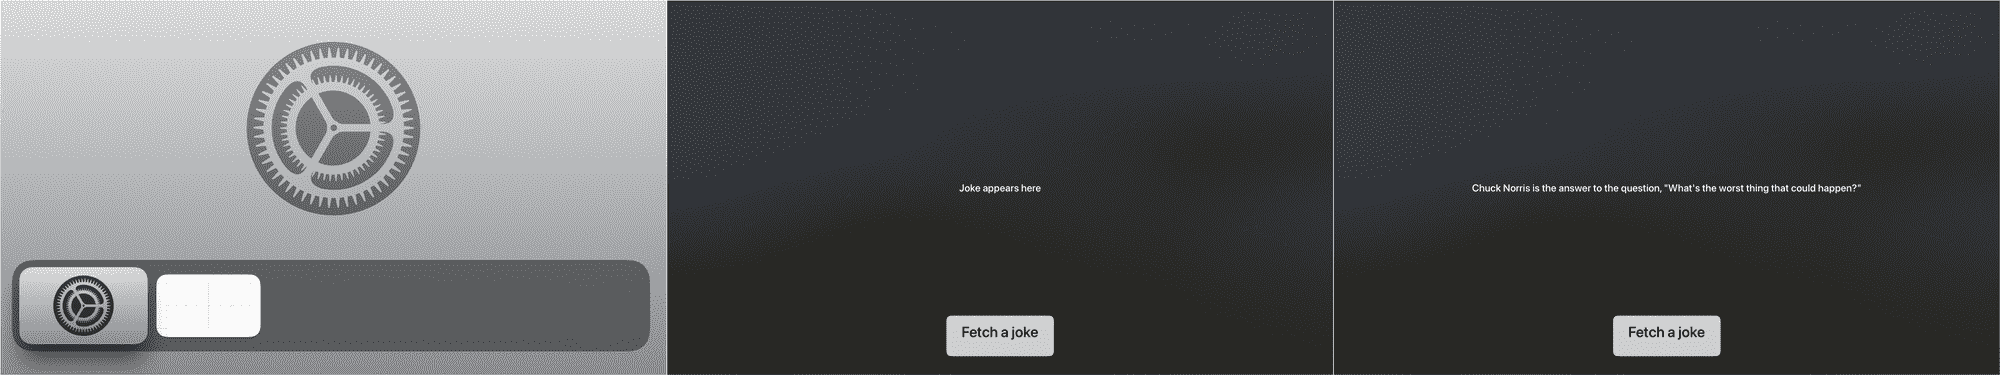 Joke appears here
Fetch a joke
Chuck Norris is the answer to the question, "What's the worst thing that could happen?"
Fetch a joke